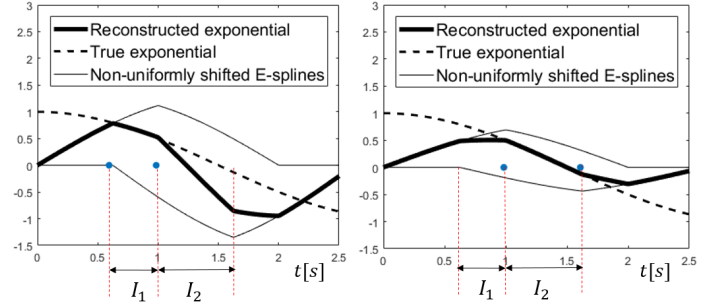 3
2.5
2
1.5
1
0.5
0
-0.5
-1
-1.5
Reconstructed exponential
True exponential
Non-uniformly shifted E-splines
0 0.5 1 1.5 2 2.5
t[s]
I₁ I₂
3
2.5
2
1.5
1
0.5
0
-0.5
-1
-1.5
Reconstructed exponential
True exponential
Non-uniformly shifted E-splines
0 0.5 1 1.5 2 2.5
t[s]
I₁ I₂